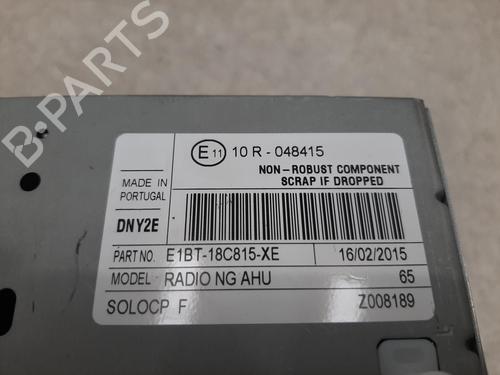 B-PARTS
E11 10 R - 048415
NON-ROBUST COMPONENT
SCRAP IF DROPPED
MADE IN
PORTUGAL
DNY2E
PART NO. E1BT-18C815-XE 16/02/2015
MODEL RADIO NG AHU 65
SOLOCP F Z008189